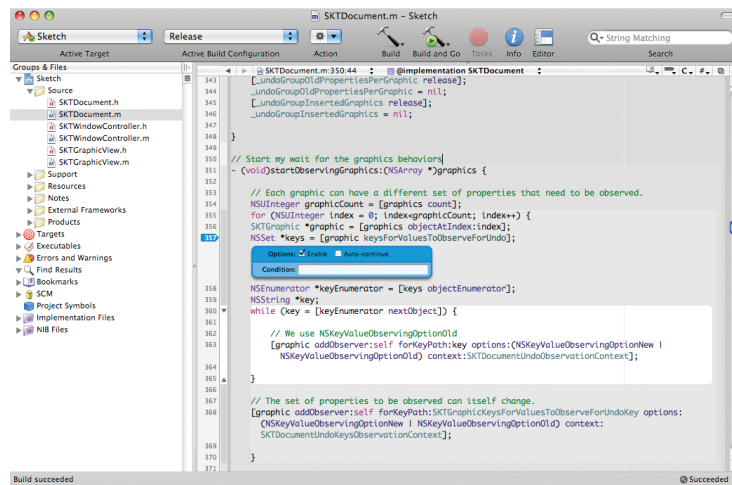 SKTDocument.m – Sketch
Sketch
Release
String Matching
Active Target
Active Build Configuration
Action
Build
Build and Go
Tasks
Info
Editor
Search
Groups & Files
Sketch
Source
SKTDocument.h
SKTDocument.m
SKTWindowController.h
SKTWindowController.m
SKTGraphicView.h
SKTGraphicView.m
Support
Resources
Notes
External Frameworks
Products
Targets
Executables
Errors and Warnings
Find Results
Bookmarks
SCM
Project Symbols
Implementation Files
NIB Files
SKTDocument.m:350:44
@implementation SKTDocument
C, #,
343 [_undoGroupOldPropertiesPerGraphic release];
344 _undoGroupOldPropertiesPerGraphic = nil;
345 [_undoGroupInsertedGraphics release];
346 _undoGroupInsertedGraphics = nil;
347
348 }
349
350 // Start my wait for the graphics behaviors
351 - (void)startObservingGraphics:(NSArray *)graphics {
352
353 // Each graphic can have a different set of properties that need to be observed.
354 NSUInteger graphicCount = [graphics count];
355 for (NSUInteger index = 0; index<graphicCount; index++) {
356 SKTGraphic *graphic = [graphics objectAtIndex:index];
357 NSSet *keys = [graphic keysForValuesToObserveForUndo];
Options: Enable Auto-continue
Condition:
358 NSEnumerator *keyEnumerator = [keys objectEnumerator];
359 NSString *key;
360 while (key = [keyEnumerator nextObject]) {
361
362 // We use NSKeyValueObservingOptionOld
363 [graphic addObserver:self forKeyPath:key options:(NSKeyValueObservingOptionNew |
NSKeyValueObservingOptionOld) context:SKTDocumentUndoObservationContext];
364
365 }
366
367 // The set of properties to be observed can itself change.
368 [graphic addObserver:self forKeyPath:SKTGraphicKeysForValuesToObserveForUndoKey options:
(NSKeyValueObservingOptionNew | NSKeyValueObservingOptionOld) context:
SKTDocumentUndoKeysObservationContext];
369
370 }
371
Build succeeded
Succeeded